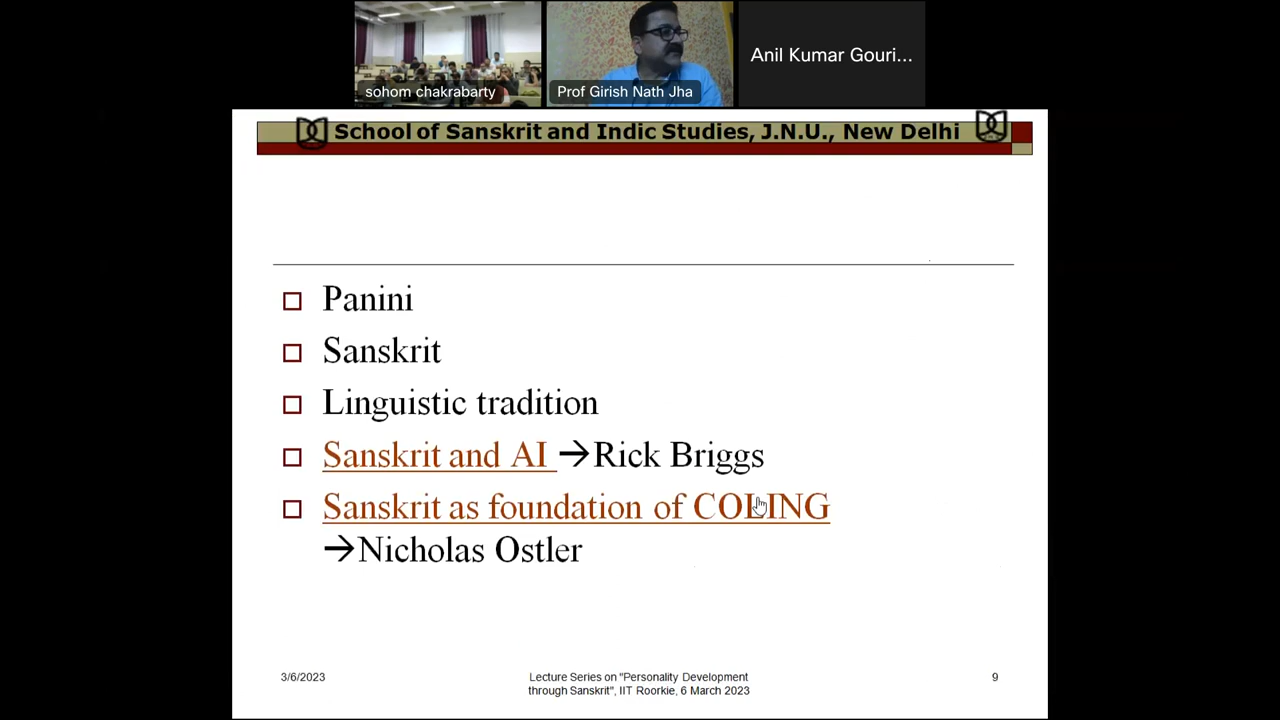 sohom chakrabarty
Prof Girish Nath Jha
Anil Kumar Gouri...
School of Sanskrit and Indic Studies, J.N.U., New Delhi
Panini
Sanskrit
Linguistic tradition
Sanskrit and AI →Rick Briggs
Sanskrit as foundation of COLING
→Nicholas Ostler
3/6/2023
Lecture Series on "Personality Development
through Sanskrit", IIT Roorkie, 6 March 2023
9